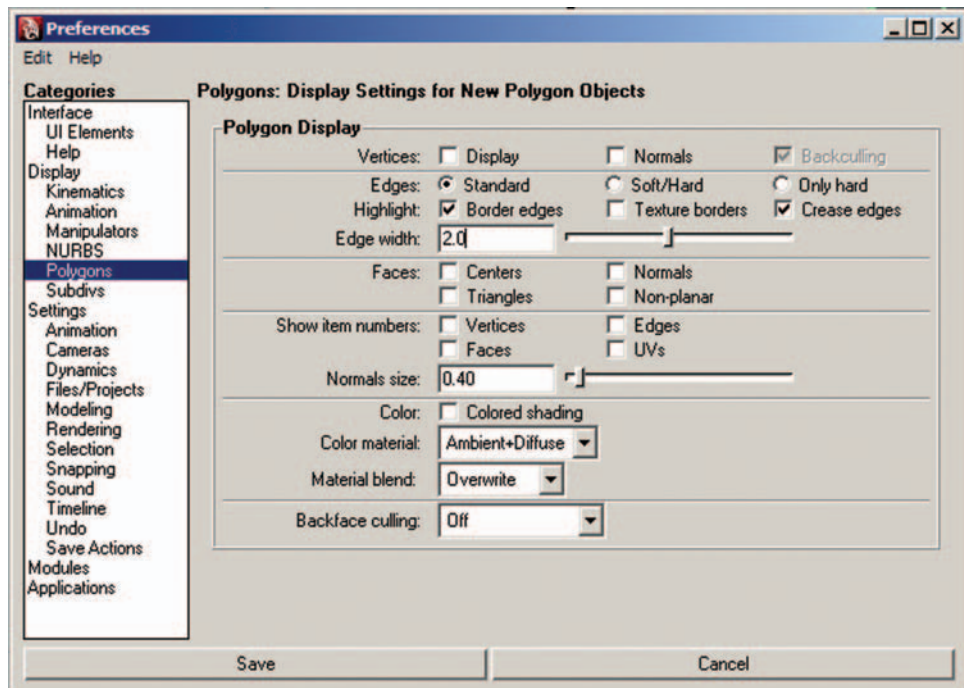 Preferences
Edit Help
Categories
Interface
UI Elements
Help
Display
Kinematics
Animation
Manipulators
NURBS
Polygons
Subdivs
Settings
Animation
Cameras
Dynamics
Files/Projects
Modeling
Rendering
Selection
Snapping
Sound
Timeline
Undo
Save Actions
Modules
Applications
Polygons: Display Settings for New Polygon Objects
Polygon Display
Vertices: Display Normals Backculling
Edges: Standard Soft/Hard Only hard
Highlight: Border edges Texture borders Crease edges
Edge width: 2.0
Faces: Centers Normals
Triangles Non-planar
Show item numbers: Vertices Edges
Faces UVs
Normals size: 0.40
Color: Colored shading
Color material: Ambient+Diffuse
Material blend: Overwrite
Backface culling: Off
Save Cancel